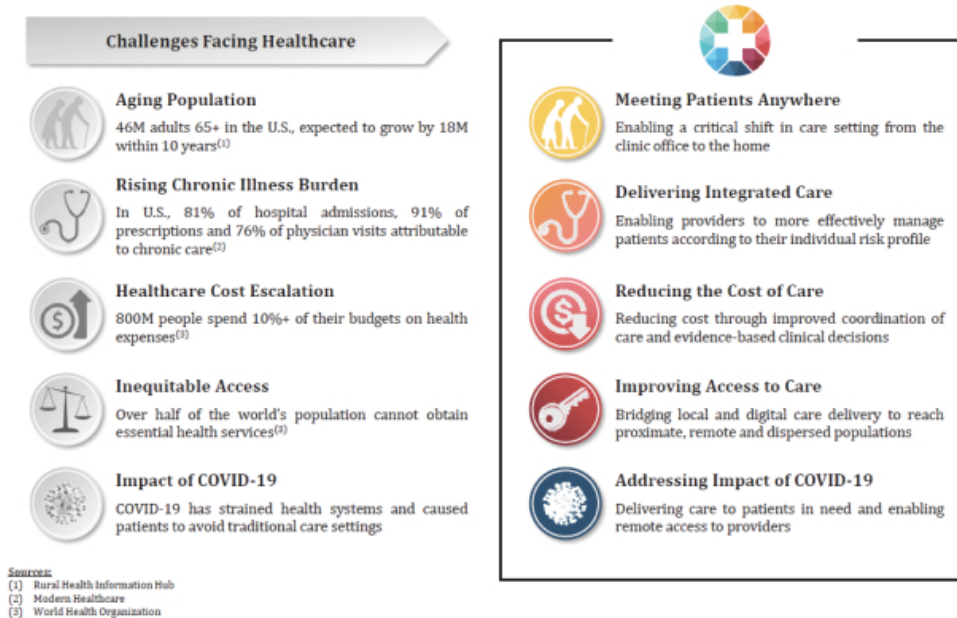 Challenges Facing Healthcare
Aging Population
46M adults 65+ in the U.S., expected to grow by 18M
within 10 years(1)
Rising Chronic Illness Burden
In U.S., 81% of hospital admissions, 91% of
prescriptions and 76% of physician visits attributable
to chronic care(2)
Healthcare Cost Escalation
800M people spend 10%+ of their budgets on health
expenses(3)
Inequitable Access
Over half of the world's population cannot obtain
essential health services(3)
Impact of COVID-19
COVID-19 has strained health systems and caused
patients to avoid traditional care settings
Meeting Patients Anywhere
Enabling a critical shift in care setting from the
clinic office to the home
Delivering Integrated Care
Enabling providers to more effectively manage
patients according to their individual risk profile
Reducing the Cost of Care
Reducing cost through improved coordination of
care and evidence-based clinical decisions
Improving Access to Care
Bridging local and digital care delivery to reach
proximate, remote and dispersed populations
Addressing Impact of COVID-19
Delivering care to patients in need and enabling
remote access to providers
Sources:
(1) Rural Health Information Hub
(2) Modern Healthcare
(3) World Health Organization